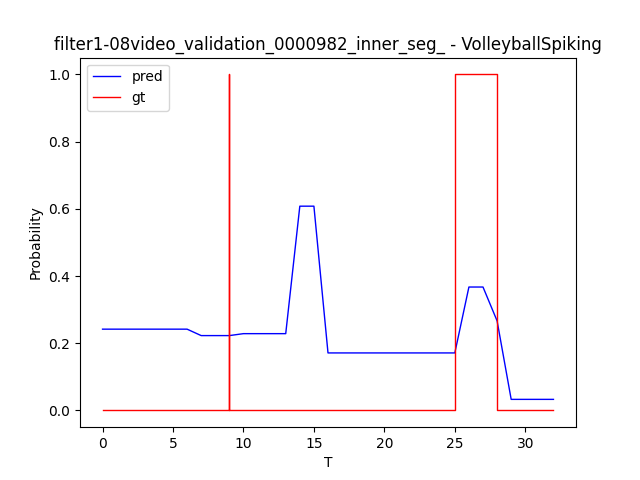 filter1-08video_validation_0000982_inner_seg_ - VolleyballSpiking
pred
gt
1.0
0.8
0.6
0.4
0.2
0.0
Probability
0 5 10 15 20 25 30
T